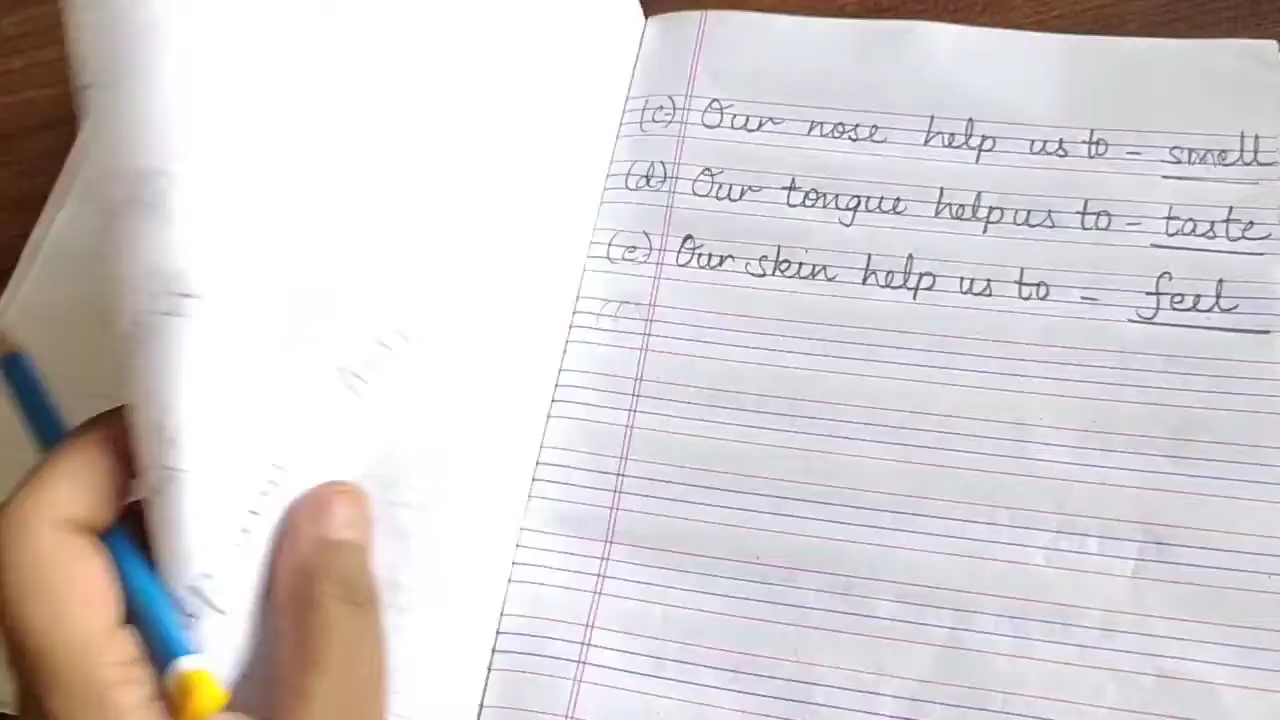 (c) Our nose help us to - smell
(d) Our tongue help us to - taste
(e) Our skin help us to - feel